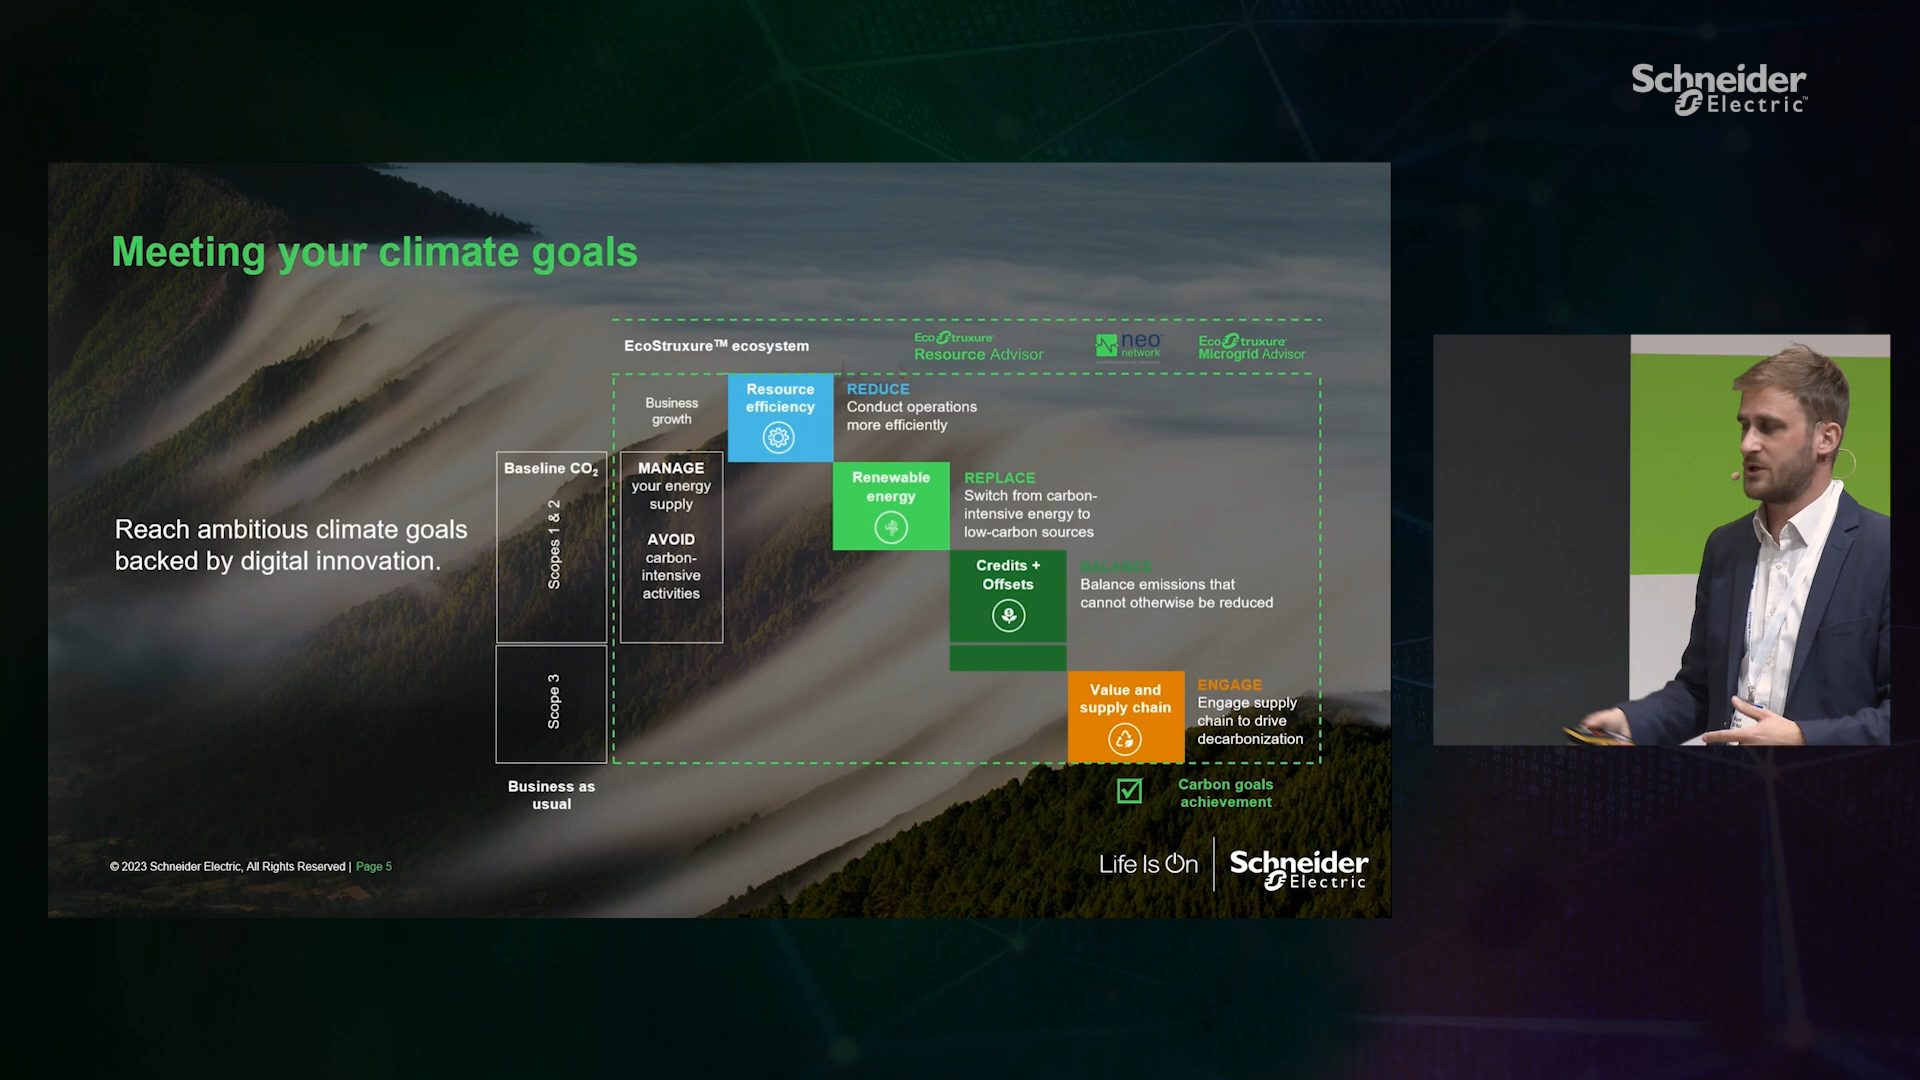 Schneider
Electric™
Meeting your climate goals
EcoStruxure™ ecosystem
EcoStruxure
Resource Advisor
neo
network
EcoStruxure
Microgrid Advisor
Business
growth
Resource
efficiency
REDUCE
Conduct operations
more efficiently
Baseline CO₂
Scopes 1 & 2
MANAGE
your energy
supply
AVOID
carbon-
intensive
activities
Renewable
energy
REPLACE
Switch from carbon-
intensive energy to
low-carbon sources
Reach ambitious climate goals
backed by digital innovation.
Credits +
Offsets
BALANCE
Balance emissions that
cannot otherwise be reduced
Scope 3
Value and
supply chain
ENGAGE
Engage supply
chain to drive
decarbonization
Business as
usual
Carbon goals
achievement
© 2023 Schneider Electric, All Rights Reserved | Page 5
Life Is On
Schneider
Electric